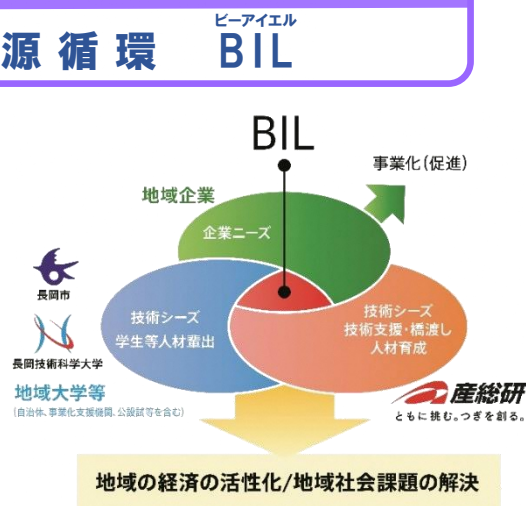 ビーアイエル
源循環 BIL
BIL
事業化(促進)
地域企業
企業ニーズ
長岡市
技術シーズ
学生等人材輩出
技術シーズ
技術支援・橋渡し
人材育成
長岡技術科学大学
地域大学等
(自治体、事業化支援機関、公設試等を含む)
産総研
ともに挑む。つぎを創る。
地域の経済の活性化/地域社会課題の解決